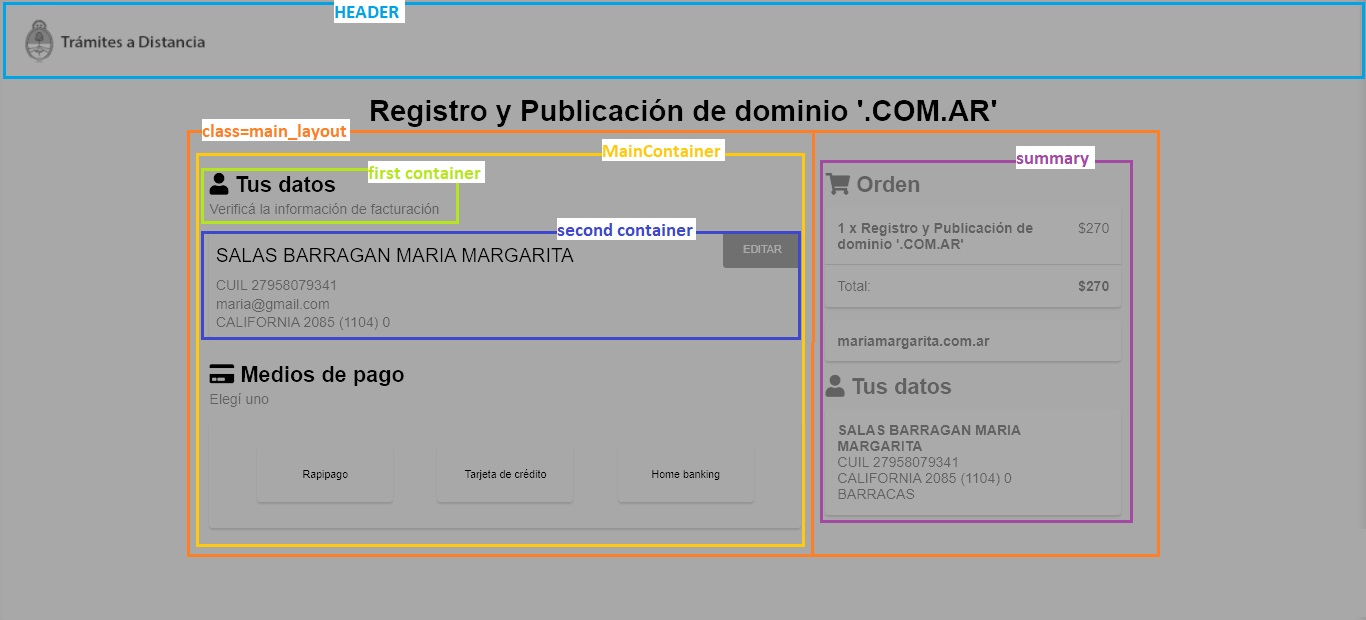 HEADER
Trámites a Distancia
Registro y Publicación de dominio '.COM.AR'
class=main_layout
MainContainer
first container
Tus datos
Verificá la información de facturación
second container
SALAS BARRAGAN MARIA MARGARITA
EDITAR
CUIL 27958079341
maria@gmail.com
CALIFORNIA 2085 (1104) 0
Medios de pago
Elegí uno
Rapipago
Tarjeta de crédito
Home banking
summary
Orden
1 x Registro y Publicación de $270
dominio '.COM.AR'
Total: $270
mariamargarita.com.ar
Tus datos
SALAS BARRAGAN MARIA
MARGARITA
CUIL 27958079341
CALIFORNIA 2085 (1104) 0
BARRACAS